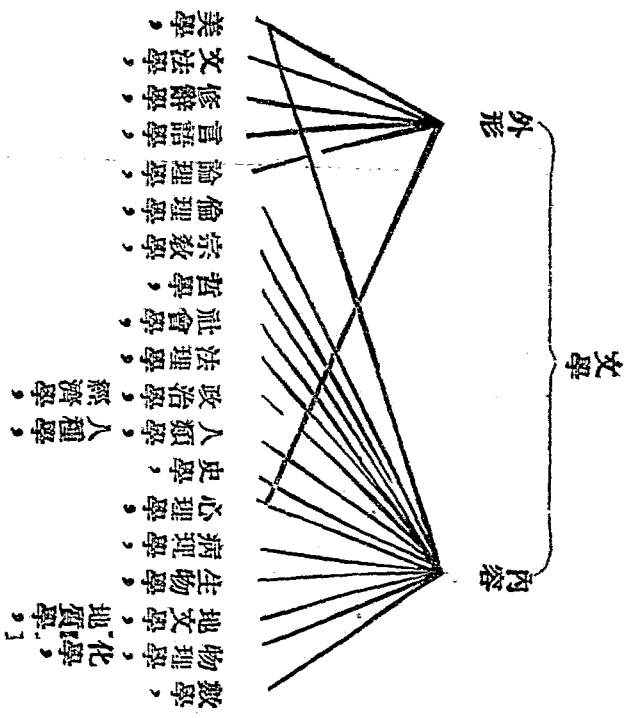 文學
外形
內容
美學，
文法學，
修辭學，
言語學，
論理學，
倫理學，
宗教學，
哲學，
社會學，
法理學，
政治學，經濟學，
人類學，人種學，
史學，
心理學，
病理學，
生物學，
地文學，地質學，
物理學，化學，
數學，